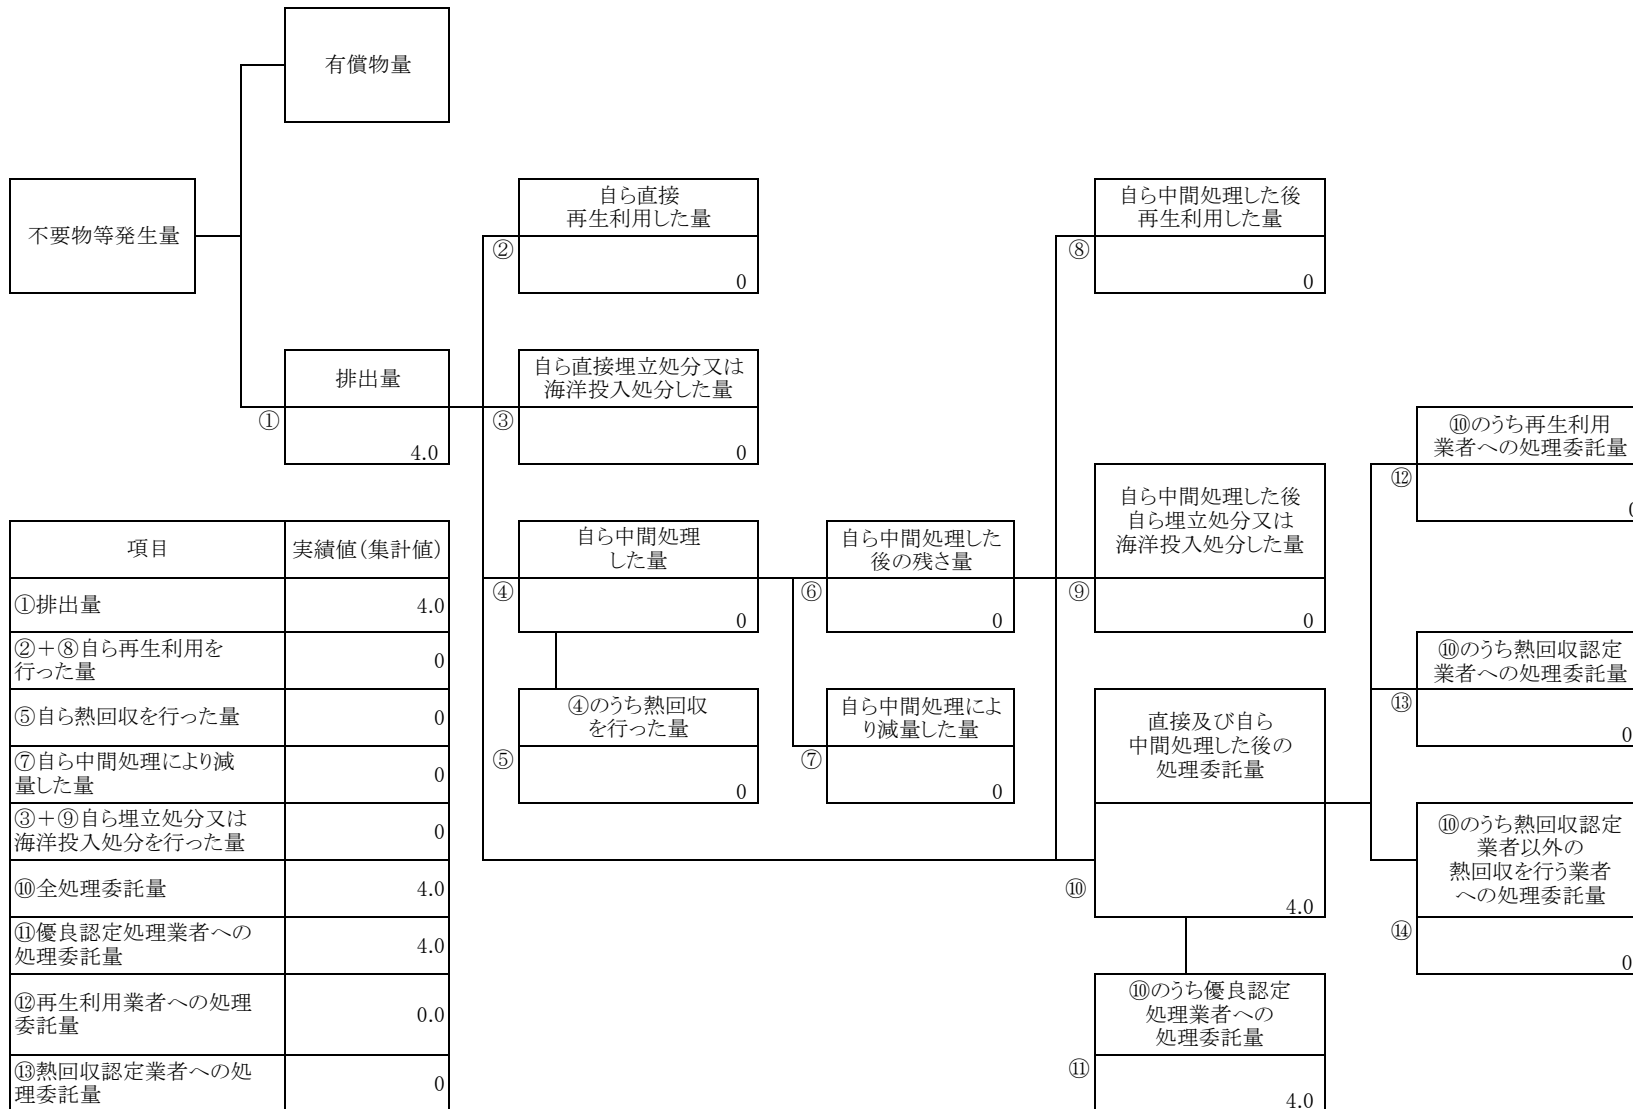 有償物量
不要物等発生量
自ら直接
再生利用した量
②
0
自ら中間処理した後
再生利用した量
⑧
0
排出量
①
4.0
自ら直接埋立処分又は
海洋投入処分した量
③
0
⑩のうち再生利用
業者への処理委託量
⑫
0
自ら中間処理
した量
④
0
自ら中間処理した
後の残さ量
⑥
0
自ら中間処理した後
自ら埋立処分又は
海洋投入処分した量
⑨
0
⑩のうち熱回収認定
業者への処理委託量
⑬
0
④のうち熱回収
を行った量
⑤
0
自ら中間処理によ
り減量した量
⑦
0
直接及び自ら
中間処理した後の
処理委託量
⑩
4.0
⑩のうち熱回収認定
業者以外の
熱回収を行う業者
への処理委託量
⑭
0
⑩のうち優良認定
処理業者への
処理委託量
⑪
4.0
項目 実績値(集計値)
①排出量 4.0
②+⑧自ら再生利用を
行った量 0
⑤自ら熱回収を行った量 0
⑦自ら中間処理により減
量した量 0
③+⑨自ら埋立処分又は
海洋投入処分を行った量 0
⑩全処理委託量 4.0
⑪優良認定処理業者への
処理委託量 4.0
⑫再生利用業者への処理
委託量 0.0
⑬熱回収認定業者への処
理委託量 0